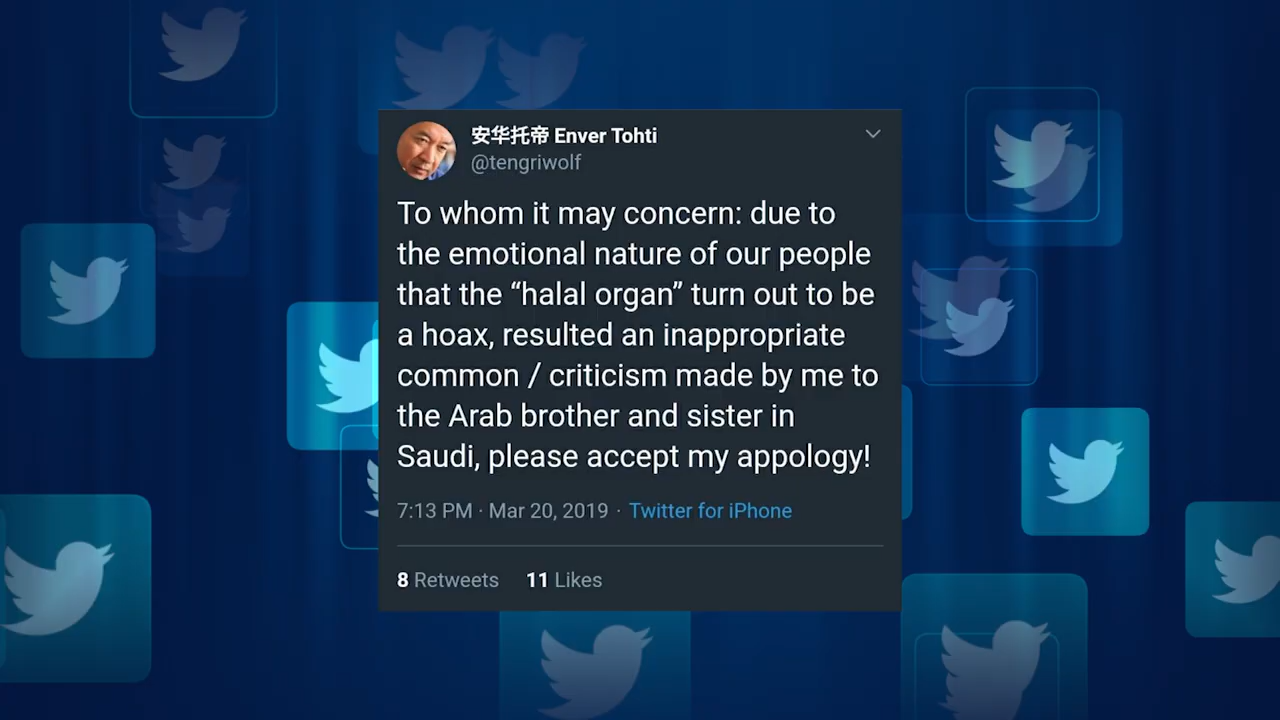 安华托帝 Enver Tohti
@tengriwolf
To whom it may concern: due to
the emotional nature of our people
that the “halal organ” turn out to be
a hoax, resulted an inappropriate
common / criticism made by me to
the Arab brother and sister in
Saudi, please accept my appology!
7:13 PM · Mar 20, 2019 · Twitter for iPhone
8 Retweets 11 Likes